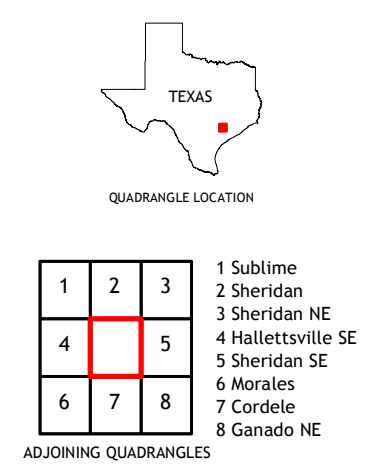 TEXAS
QUADRANGLE LOCATION
1 2 3
4 5
6 7 8
1 Sublime
2 Sheridan
3 Sheridan NE
4 Hallettsville SE
5 Sheridan SE
6 Morales
7 Cordele
8 Ganado NE
ADJOINING QUADRANGLES